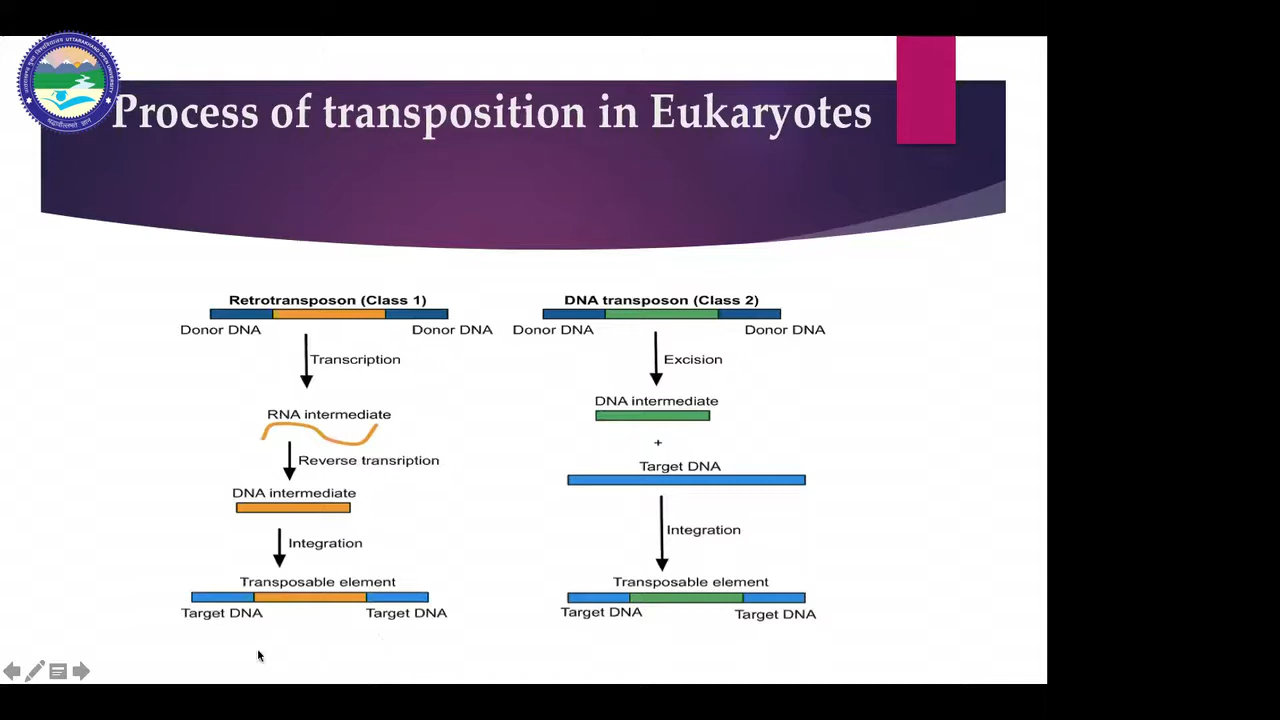 Process of transposition in Eukaryotes
Retrotransposon (Class 1)
Donor DNA
Donor DNA
Transcription
RNA intermediate
Reverse transription
DNA intermediate
Integration
Transposable element
Target DNA
Target DNA
DNA transposon (Class 2)
Donor DNA
Donor DNA
Excision
DNA intermediate
+
Target DNA
Integration
Transposable element
Target DNA
Target DNA